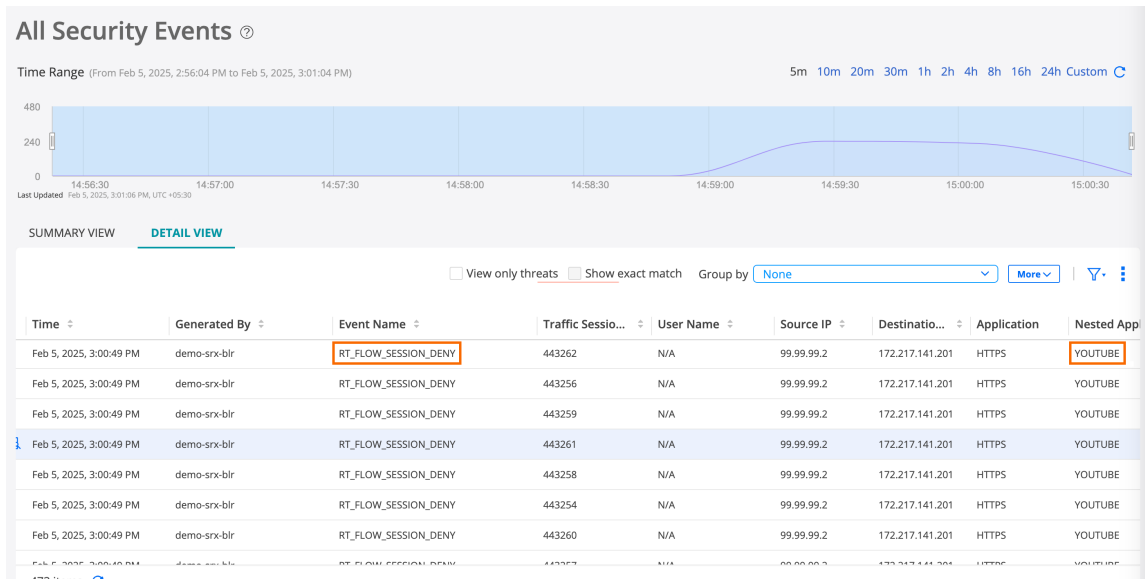 All Security Events ?
Time Range (From Feb 5, 2025, 2:56:04 PM to Feb 5, 2025, 3:01:04 PM) 5m 10m 20m 30m 1h 2h 4h 8h 16h 24h Custom
480
240
0
14:56:30 14:57:00 14:57:30 14:58:00 14:58:30 14:59:00 14:59:30 15:00:00 15:00:30
Last Updated Feb 5, 2025, 3:01:06 PM, UTC +05:30
SUMMARY VIEW DETAIL VIEW
View only threats Show exact match Group by None More
Time Generated By Event Name Traffic Sessio... User Name Source IP Destinatio... Application Nested Appl
Feb 5, 2025, 3:00:49 PM demo-srx-blr RT_FLOW_SESSION_DENY 443262 N/A 99.99.99.2 172.217.141.201 HTTPS YOUTUBE
Feb 5, 2025, 3:00:49 PM demo-srx-blr RT_FLOW_SESSION_DENY 443256 N/A 99.99.99.2 172.217.141.201 HTTPS YOUTUBE
Feb 5, 2025, 3:00:49 PM demo-srx-blr RT_FLOW_SESSION_DENY 443259 N/A 99.99.99.2 172.217.141.201 HTTPS YOUTUBE
Feb 5, 2025, 3:00:49 PM demo-srx-blr RT_FLOW_SESSION_DENY 443261 N/A 99.99.99.2 172.217.141.201 HTTPS YOUTUBE
Feb 5, 2025, 3:00:49 PM demo-srx-blr RT_FLOW_SESSION_DENY 443258 N/A 99.99.99.2 172.217.141.201 HTTPS YOUTUBE
Feb 5, 2025, 3:00:49 PM demo-srx-blr RT_FLOW_SESSION_DENY 443254 N/A 99.99.99.2 172.217.141.201 HTTPS YOUTUBE
Feb 5, 2025, 3:00:49 PM demo-srx-blr RT_FLOW_SESSION_DENY 443260 N/A 99.99.99.2 172.217.141.201 HTTPS YOUTUBE